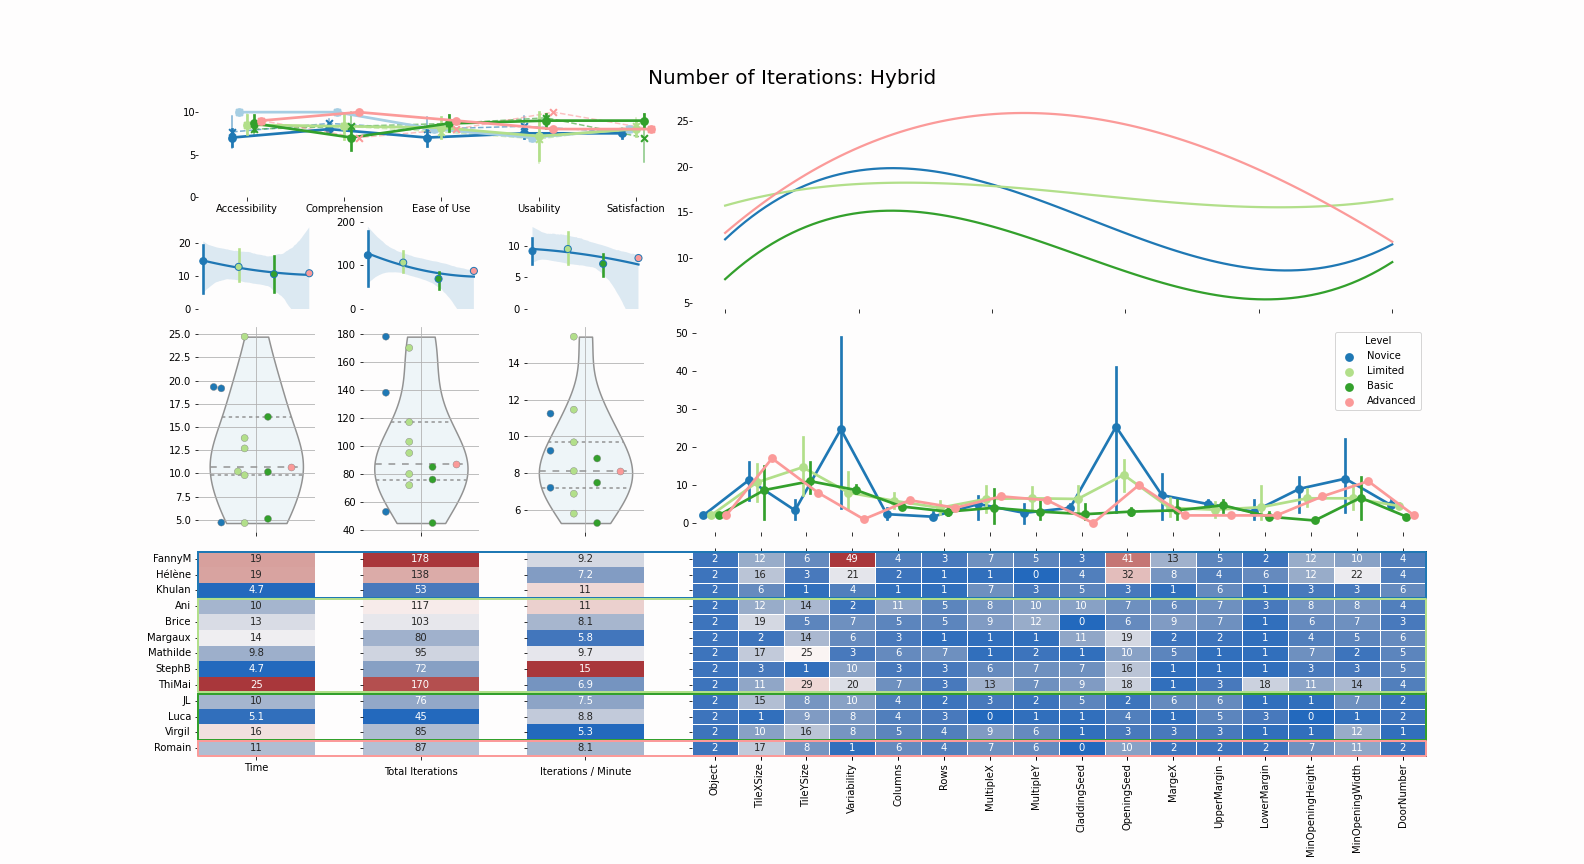 Number of Iterations: Hybrid
10
5
0
Accessibility Comprehension Ease of Use Usability Satisfaction
25
20
15
10
5
20
10
0
200
100
0
10
5
0
25.0
22.5
20.0
17.5
15.0
12.5
10.0
7.5
5.0
180
160
140
120
100
80
60
40
14
12
10
8
6
50
40
30
20
10
0
Level
Novice
Limited
Basic
Advanced
FannyM 19 178 9.2 2 12 6 49 4 3 7 5 3 41 13 5 2 12 10 4
Hélène 19 138 7.2 2 16 3 21 2 1 1 0 4 32 8 4 6 12 22 4
Khulan 4.7 53 11 2 6 1 4 1 1 7 3 5 3 1 6 1 3 3 6
Ani 10 117 11 2 12 14 2 11 5 8 10 10 7 6 7 3 8 8 4
Brice 13 103 8.1 2 19 5 7 5 5 9 12 0 6 9 7 1 6 7 3
Margaux 14 80 5.8 2 2 14 6 3 1 1 1 11 19 2 2 1 4 5 6
Mathilde 9.8 95 9.7 2 17 25 3 6 7 1 2 1 10 5 1 1 7 2 5
StephB 4.7 72 15 2 3 1 10 3 3 6 7 7 16 1 1 1 3 3 5
ThiMai 25 170 6.9 2 11 29 20 7 3 13 7 9 18 1 3 18 11 14 4
JL 10 76 7.5 2 15 8 10 4 2 3 2 5 2 6 6 1 1 7 2
Luca 5.1 45 8.8 2 1 9 8 4 3 0 1 1 4 1 5 3 0 1 2
Virgil 16 85 5.3 2 10 16 8 5 4 9 6 1 3 3 3 1 1 12 1
Romain 11 87 8.1 2 17 8 1 6 4 7 6 0 10 2 2 2 7 11 2
Time Total Iterations Iterations / Minute
Object
TileXSize
TileYSize
Variability
Columns
Rows
MultipleX
MultipleY
CladdingSeed
OpeningSeed
MargeX
UpperMargin
LowerMargin
MinOpeningHeight
MinOpeningWidth
DoorNumber